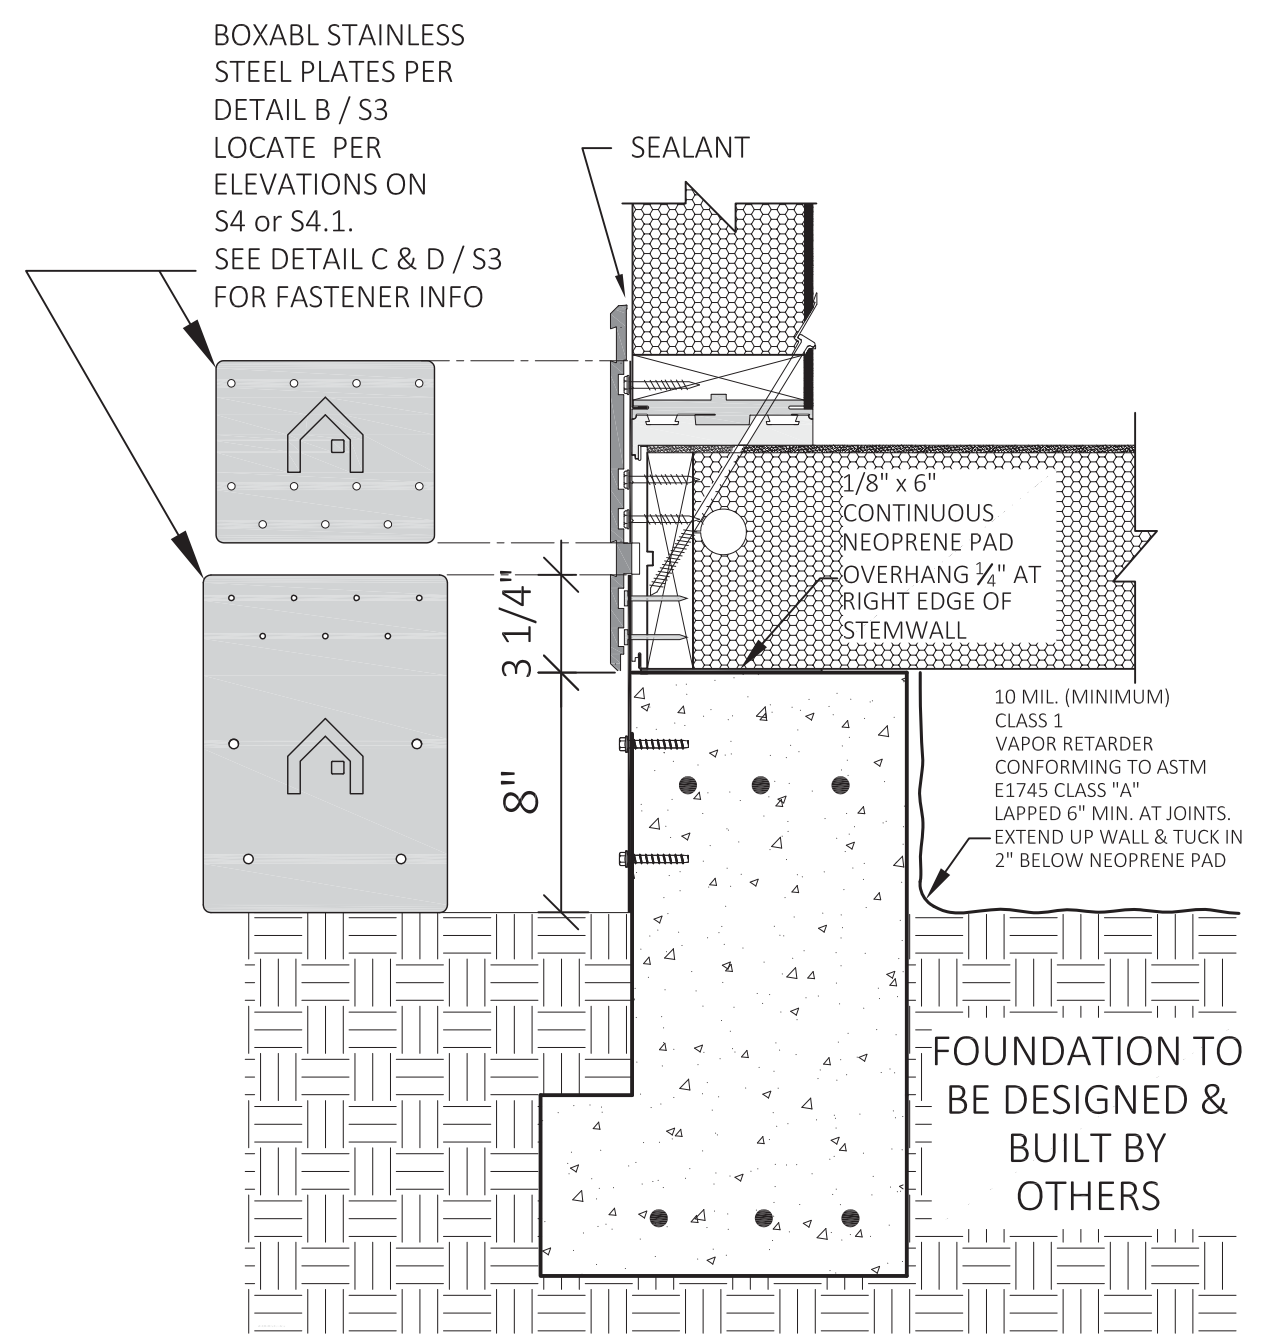 BOXABL STAINLESS
STEEL PLATES PER
DETAIL B / S3
LOCATE PER
ELEVATIONS ON
S4 or S4.1.
SEE DETAIL C & D / S3
FOR FASTENER INFO
SEALANT
1/8" x 6"
CONTINUOUS
NEOPRENE PAD
OVERHANG ¼" AT
RIGHT EDGE OF
STEMWALL
3 1/4"
8"
10 MIL. (MINIMUM)
CLASS 1
VAPOR RETARDER
CONFORMING TO ASTM
E1745 CLASS "A"
LAPPED 6" MIN. AT JOINTS.
EXTEND UP WALL & TUCK IN
2" BELOW NEOPRENE PAD
FOUNDATION TO
BE DESIGNED &
BUILT BY
OTHERS